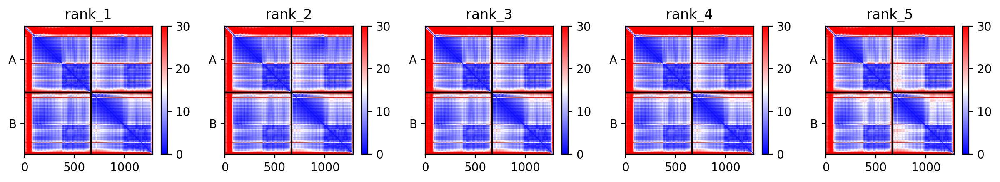 rank_1 rank_2 rank_3 rank_4 rank_5
30 30 30 30 30
A A A A A
20 20 20 20 20
10 10 10 10 10
B B B B B
0 0 0 0 0
0 500 1000 0 500 1000 0 500 1000 0 500 1000 0 500 1000